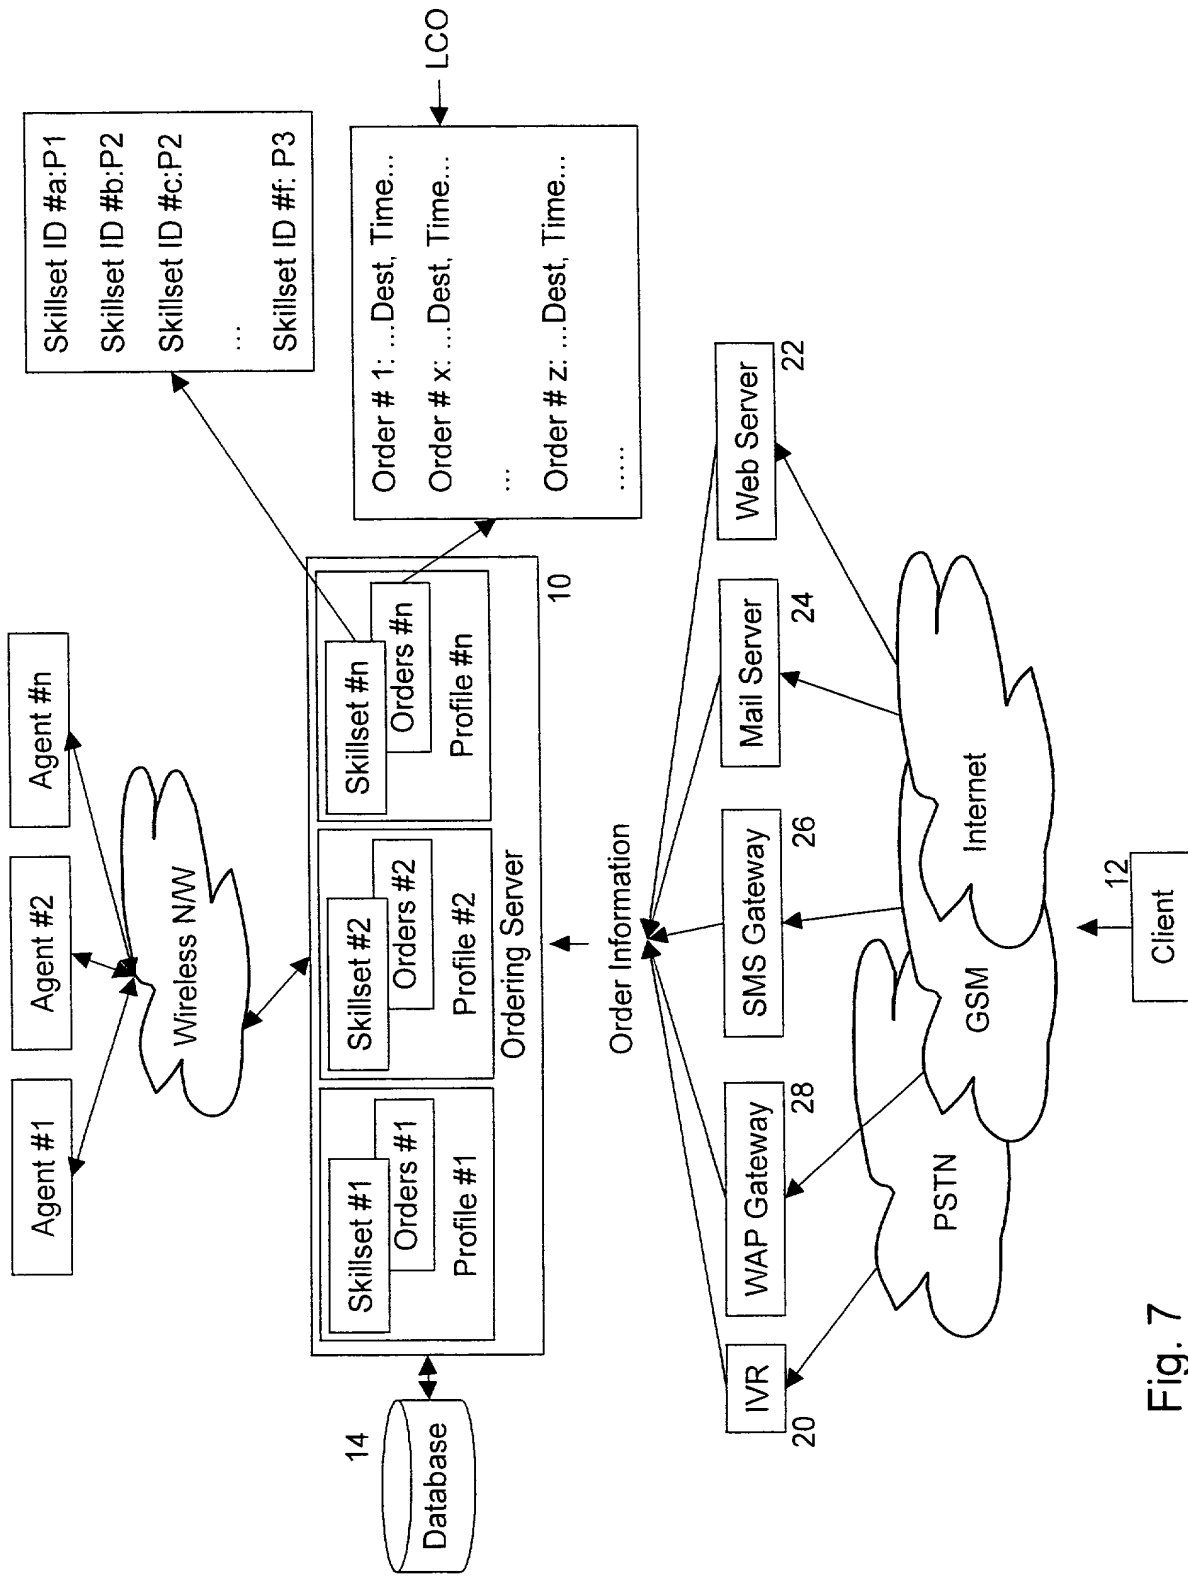 Agent #1
Agent #2
Agent #n
Wireless N/W
Skillset ID #a:P1
Skillset ID #b:P2
Skillset ID #c:P2
...
Skillset ID #f: P3
14
Database
Skillset #1
Orders #1
Profile #1
Skillset #2
Orders #2
Profile #2
Skillset #n
Orders #n
Profile #n
Ordering Server
10
Order # 1: ...Dest, Time...
Order # x: ...Dest, Time...
...
Order # z: ...Dest, Time...
.....
LCO
Order Information
IVR
20
WAP Gateway
28
SMS Gateway
26
Mail Server
24
Web Server
22
PSTN
GSM
Internet
12
Client
Fig. 7